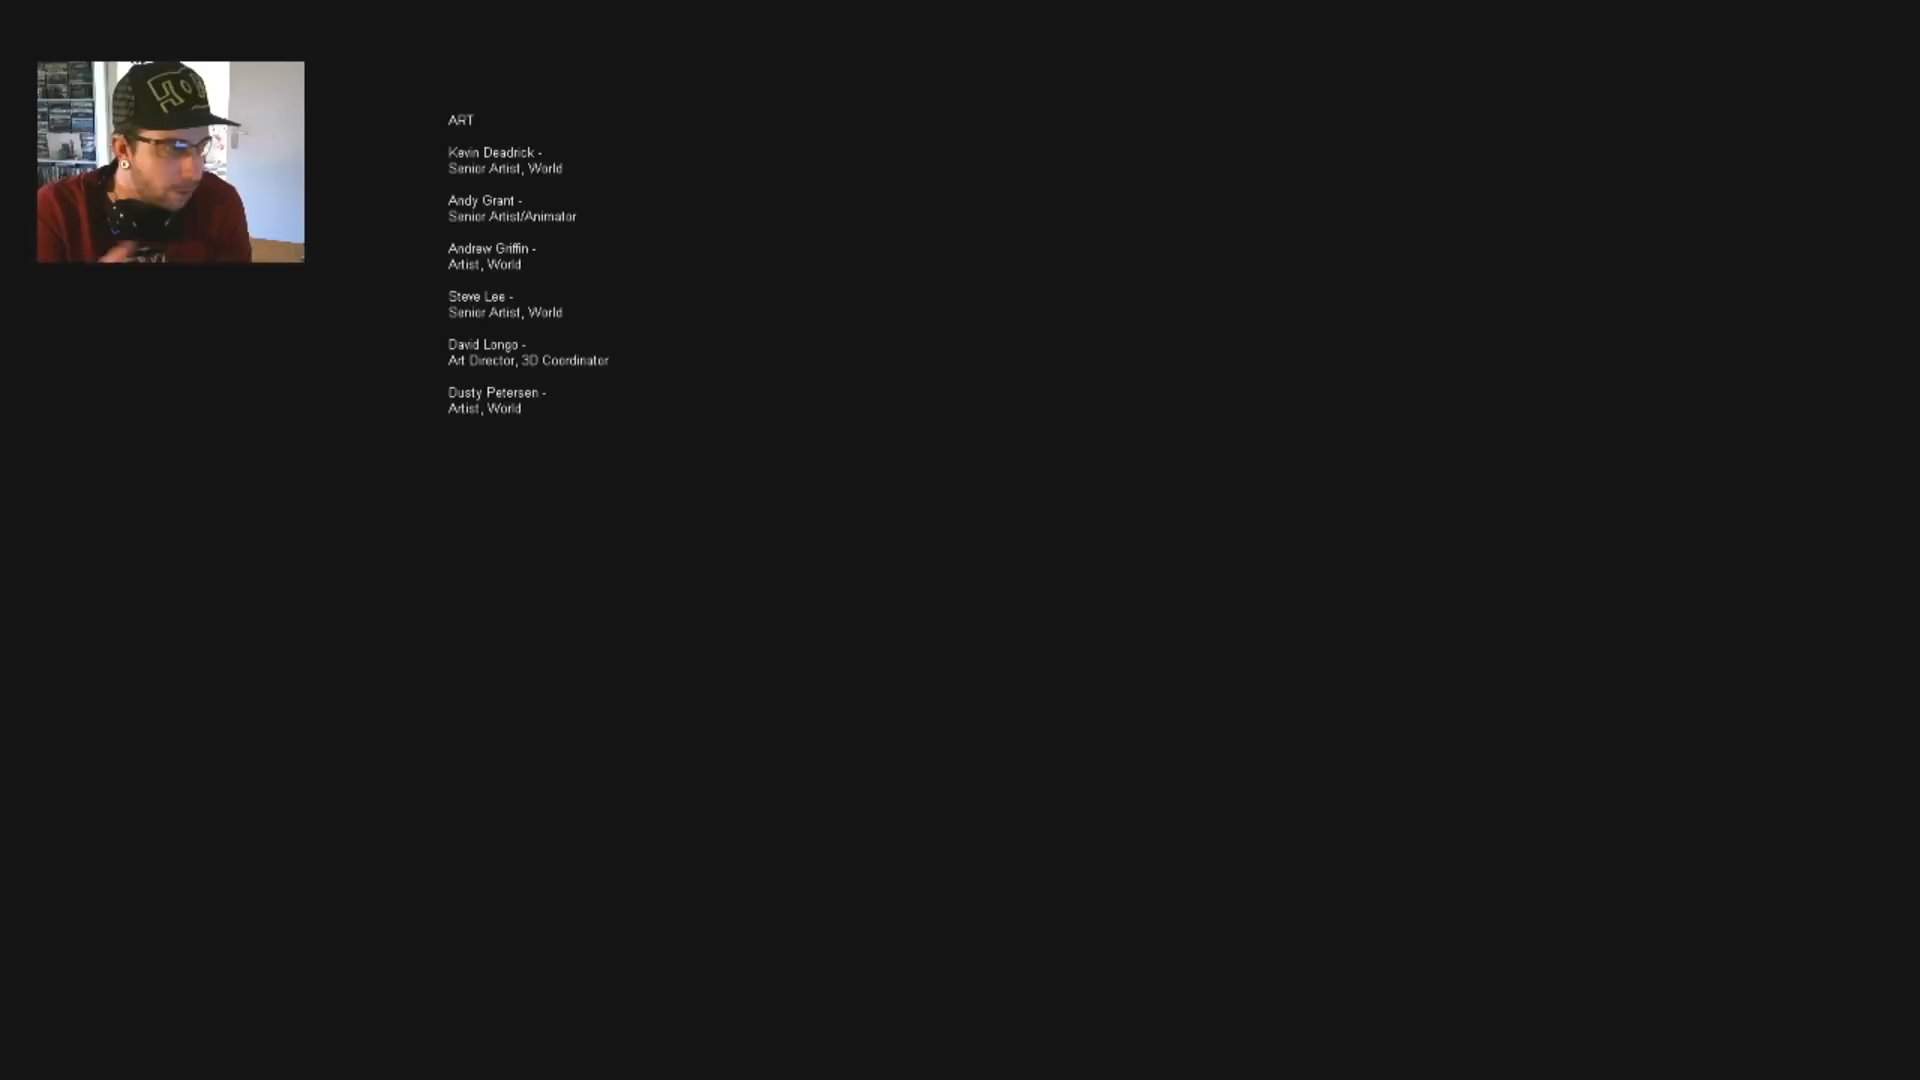 ART
Kevin Deadrick -
Senior Artist, World
Andy Grant -
Senior Artist/Animator
Andrew Griffin -
Artist, World
Steve Lee -
Senior Artist, World
David Longo -
Art Director, 3D Coordinator
Dusty Petersen -
Artist, World